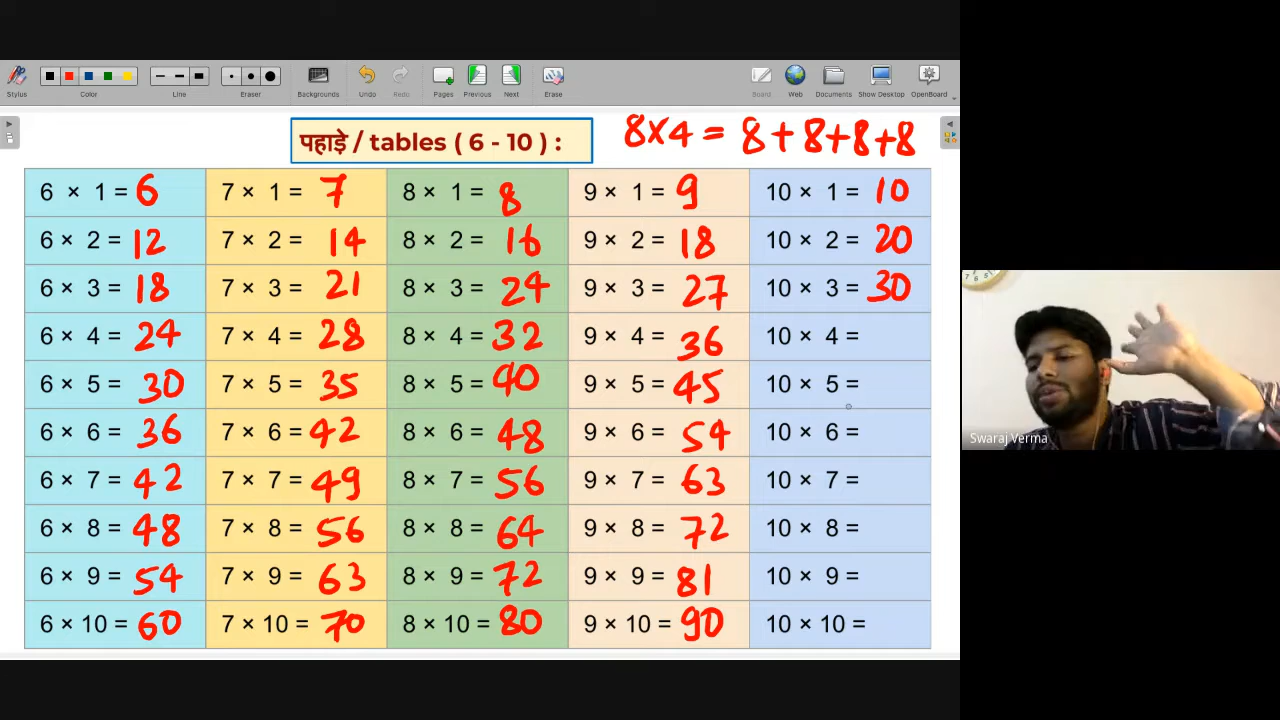 Stylus Color Line Eraser Backgrounds Undo Redo Pages Previous Next Erase Board Web Documents Show Desktop OpenBoard
पहाड़े / tables ( 6 - 10 ) :
8×4 = 8+8+8+8
6 × 1 = 6 7 × 1 = 7 8 × 1 = 8 9 × 1 = 9 10 × 1 = 10
6 × 2 = 12 7 × 2 = 14 8 × 2 = 16 9 × 2 = 18 10 × 2 = 20
6 × 3 = 18 7 × 3 = 21 8 × 3 = 24 9 × 3 = 27 10 × 3 = 30
6 × 4 = 24 7 × 4 = 28 8 × 4 = 32 9 × 4 = 36 10 × 4 =
6 × 5 = 30 7 × 5 = 35 8 × 5 = 40 9 × 5 = 45 10 × 5 =
6 × 6 = 36 7 × 6 = 42 8 × 6 = 48 9 × 6 = 54 10 × 6 =
6 × 7 = 42 7 × 7 = 49 8 × 7 = 56 9 × 7 = 63 10 × 7 =
6 × 8 = 48 7 × 8 = 56 8 × 8 = 64 9 × 8 = 72 10 × 8 =
6 × 9 = 54 7 × 9 = 63 8 × 9 = 72 9 × 9 = 81 10 × 9 =
6 × 10 = 60 7 × 10 = 70 8 × 10 = 80 9 × 10 = 90 10 × 10 =
Swaraj Verma